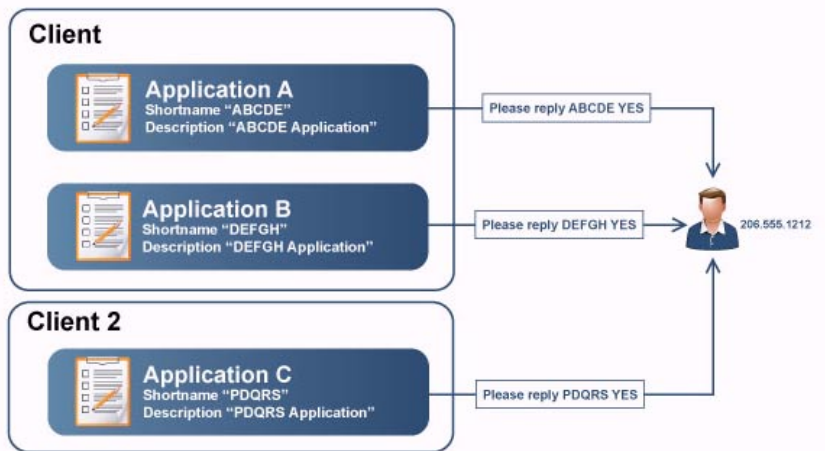 Client
Application A
Shortname “ABCDE”
Description “ABCDE Application”
Please reply ABCDE YES
Application B
Shortname “DEFGH”
Description “DEFGH Application”
Please reply DEFGH YES
206.555.1212
Client 2
Application C
Shortname “PDQRS”
Description “PDQRS Application”
Please reply PDQRS YES